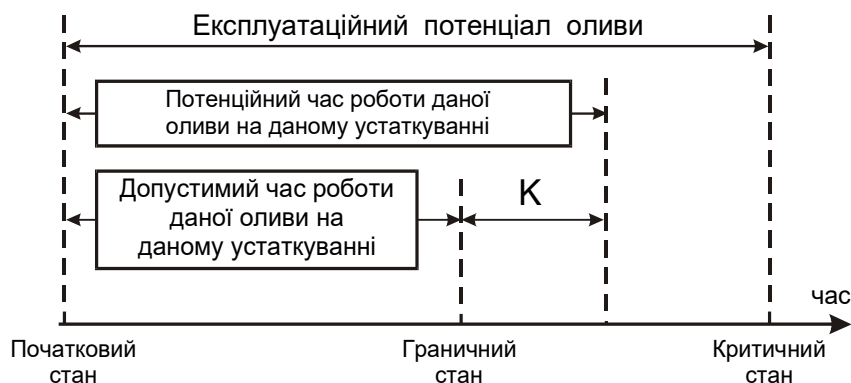 Експлуатаційний потенціал оливи
Потенційний час роботи даної
оливи на даному устаткуванні
Допустимий час роботи
даної оливи на
даному устаткуванні
К
час
Початковий
стан
Граничний
стан
Критичний
стан